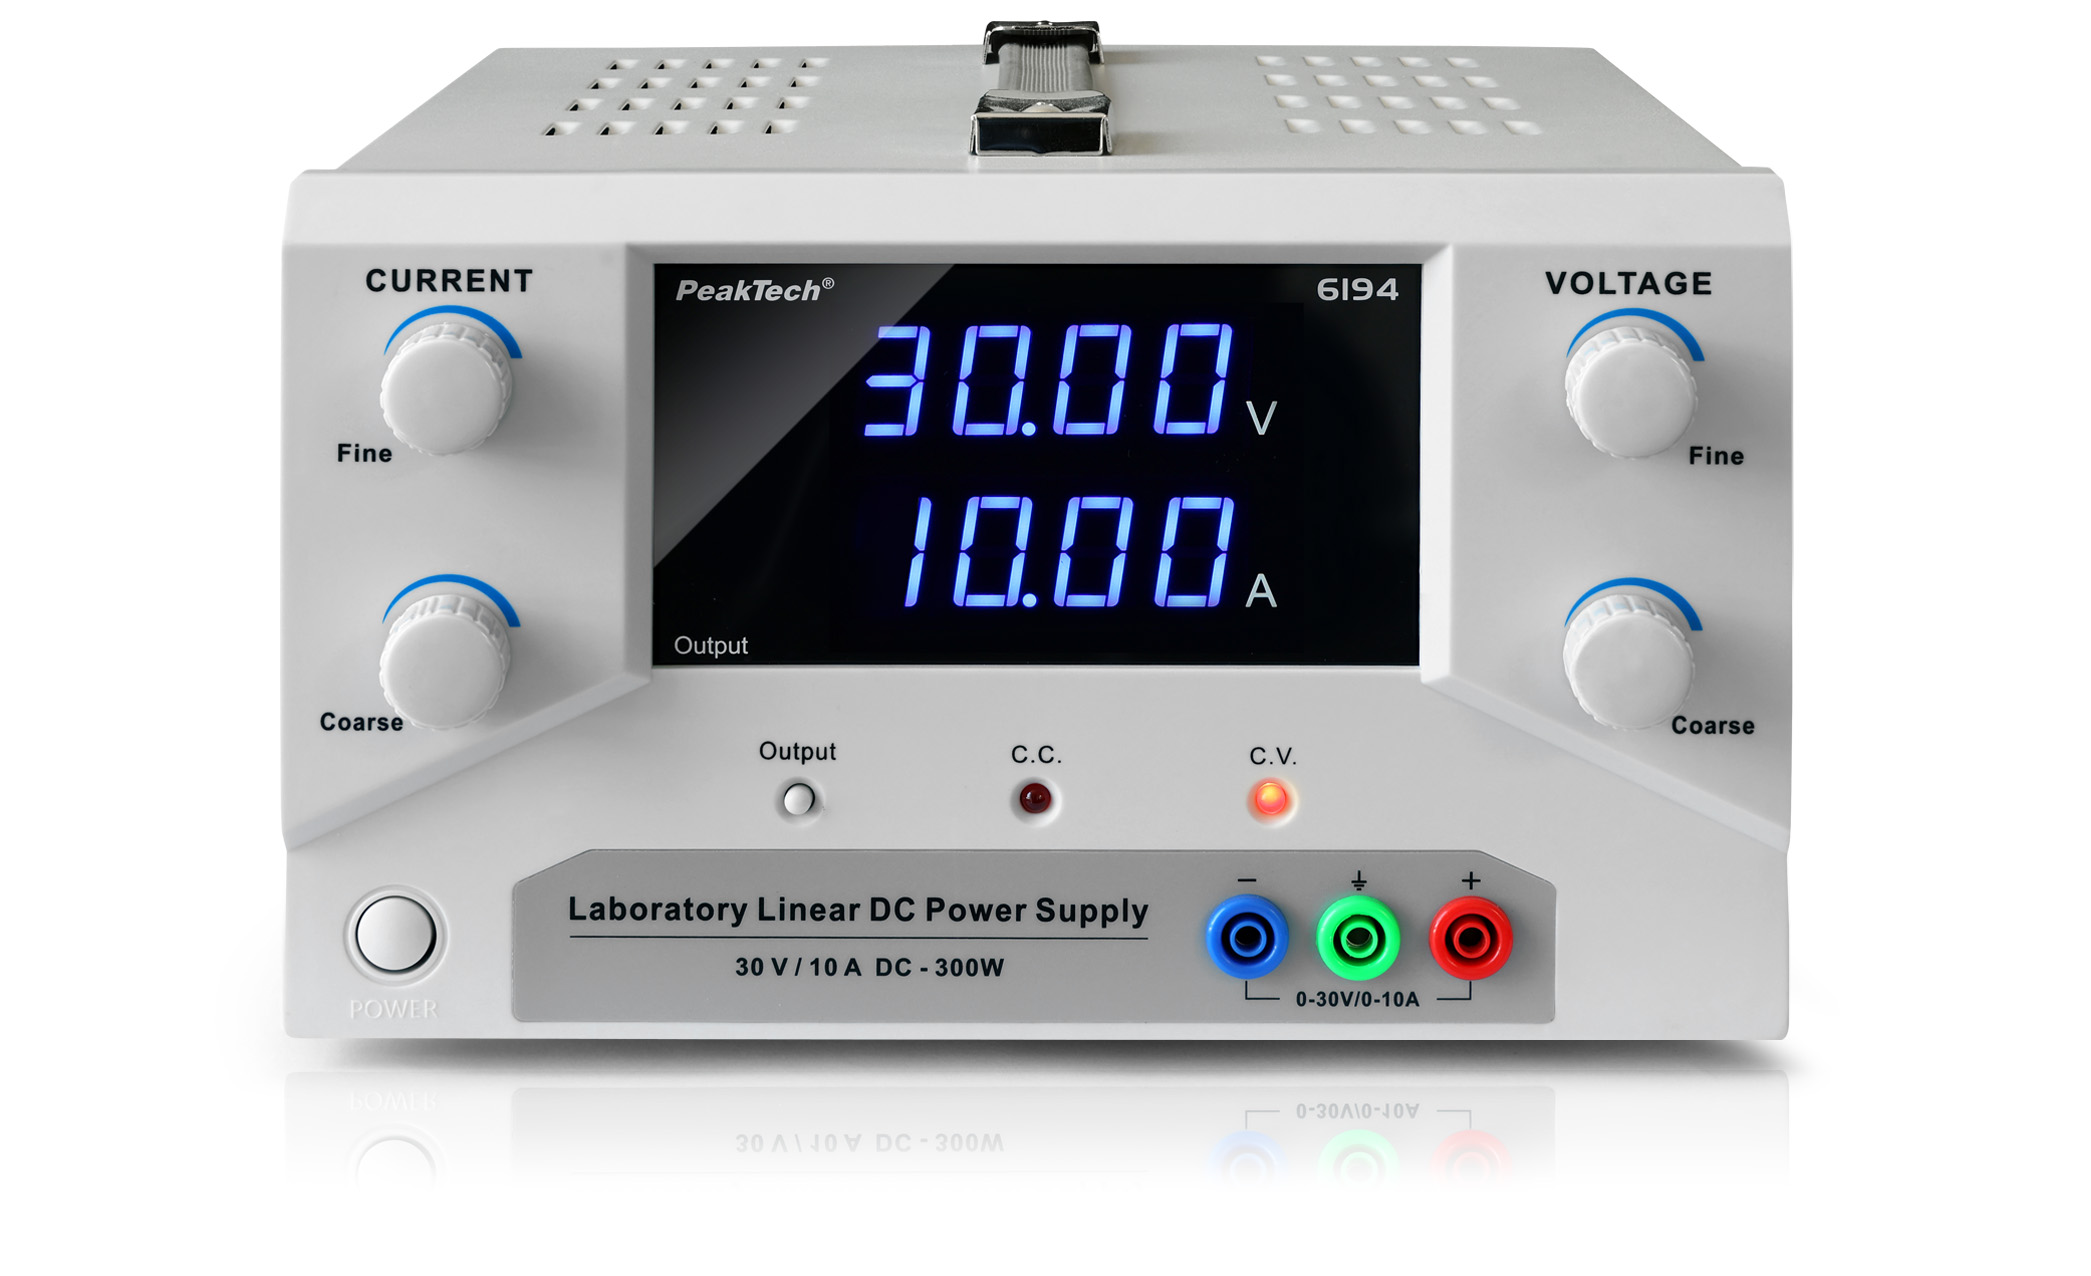 CURRENT
PeakTech®
6194
VOLTAGE
30.00 V
Fine
Fine
10.00 A
Output
Coarse
Coarse
Output
C.C.
C.V.
− ⏚ +
Laboratory Linear DC Power Supply
30 V / 10 A DC - 300W
0-30V/0-10A
POWER